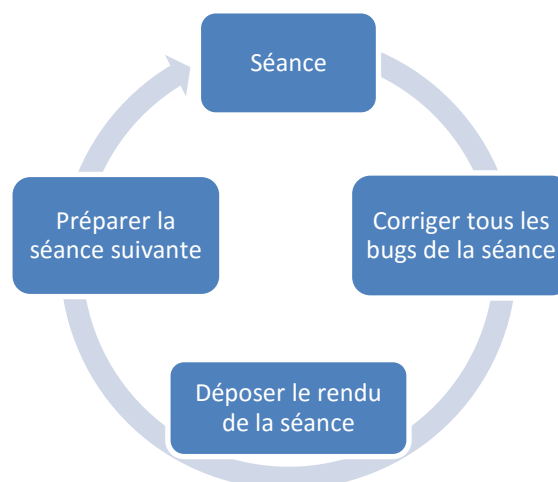 Séance
Corriger tous les
bugs de la séance
Déposer le rendu
de la séance
Préparer la
séance suivante